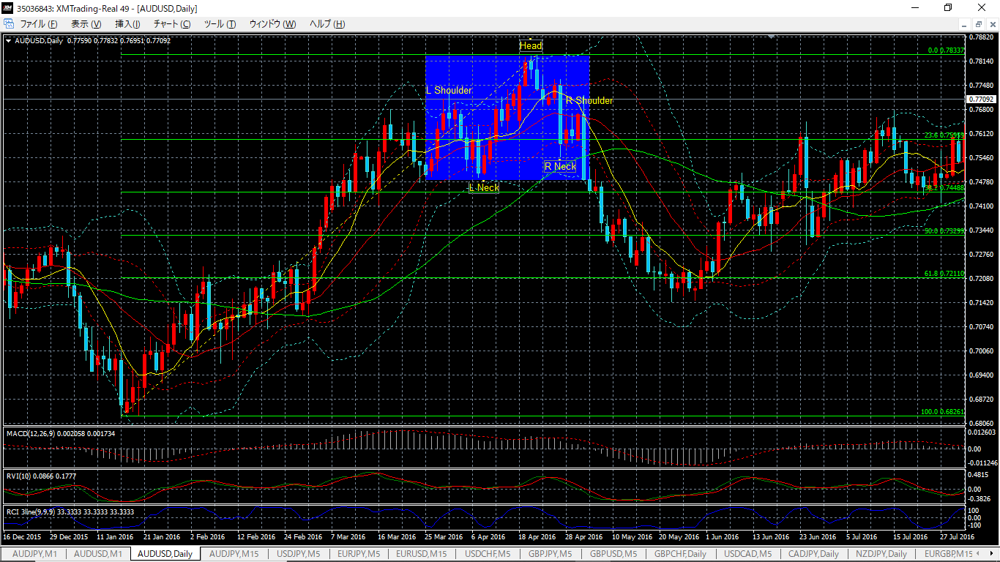 35036843: XMTrading-Real 49 - [AUDUSD,Daily]
ファイル (F) 表示 (V) 挿入(I) チャート (C) ツール (T) ウィンドウ (W) ヘルプ (H)
AUDUSD,Daily 0.77590 0.77832 0.76951 0.77092
0.78820
Head
0.0 0.78337
0.78140
L Shoulder
0.77480
R Shoulder
0.77092
0.76800
0.76120
23.6
0.75460
R Neck
0.74780
L Neck
38.2 0.74488
0.74100
0.73440
50.0 0.73299
0.72760
61.8 0.72110
0.72080
0.71420
0.70740
0.70060
0.69400
0.68720
100.0 0.68261
0.68060
MACD(12,26,9) 0.002058 0.001734
0.012603
0.00
-0.011246
RVI(10) 0.0866 0.1777
0.4815
0.00
-0.3826
RCI 3line(9,9,9) 33.3333 33.3333 33.3333
100
0.00
-100
16 Dec 2015 29 Dec 2015 11 Jan 2016 21 Jan 2016 2 Feb 2016 12 Feb 2016 24 Feb 2016 7 Mar 2016 16 Mar 2016 25 Mar 2016 6 Apr 2016 18 Apr 2016 28 Apr 2016 10 May 2016 20 May 2016 1 Jun 2016 13 Jun 2016 23 Jun 2016 5 Jul 2016 15 Jul 2016 27 Jul 2016
AUDJPY,M1 AUDUSD,M1 AUDUSD,Daily AUDJPY,M15 USDJPY,M5 EURJPY,M5 EURUSD,M15 USDCHF,M5 GBPJPY,M5 GBPUSD,M5 GBPCHF,Daily USDCAD,M5 CADJPY,Daily NZDJPY,Daily EURGBP,M15